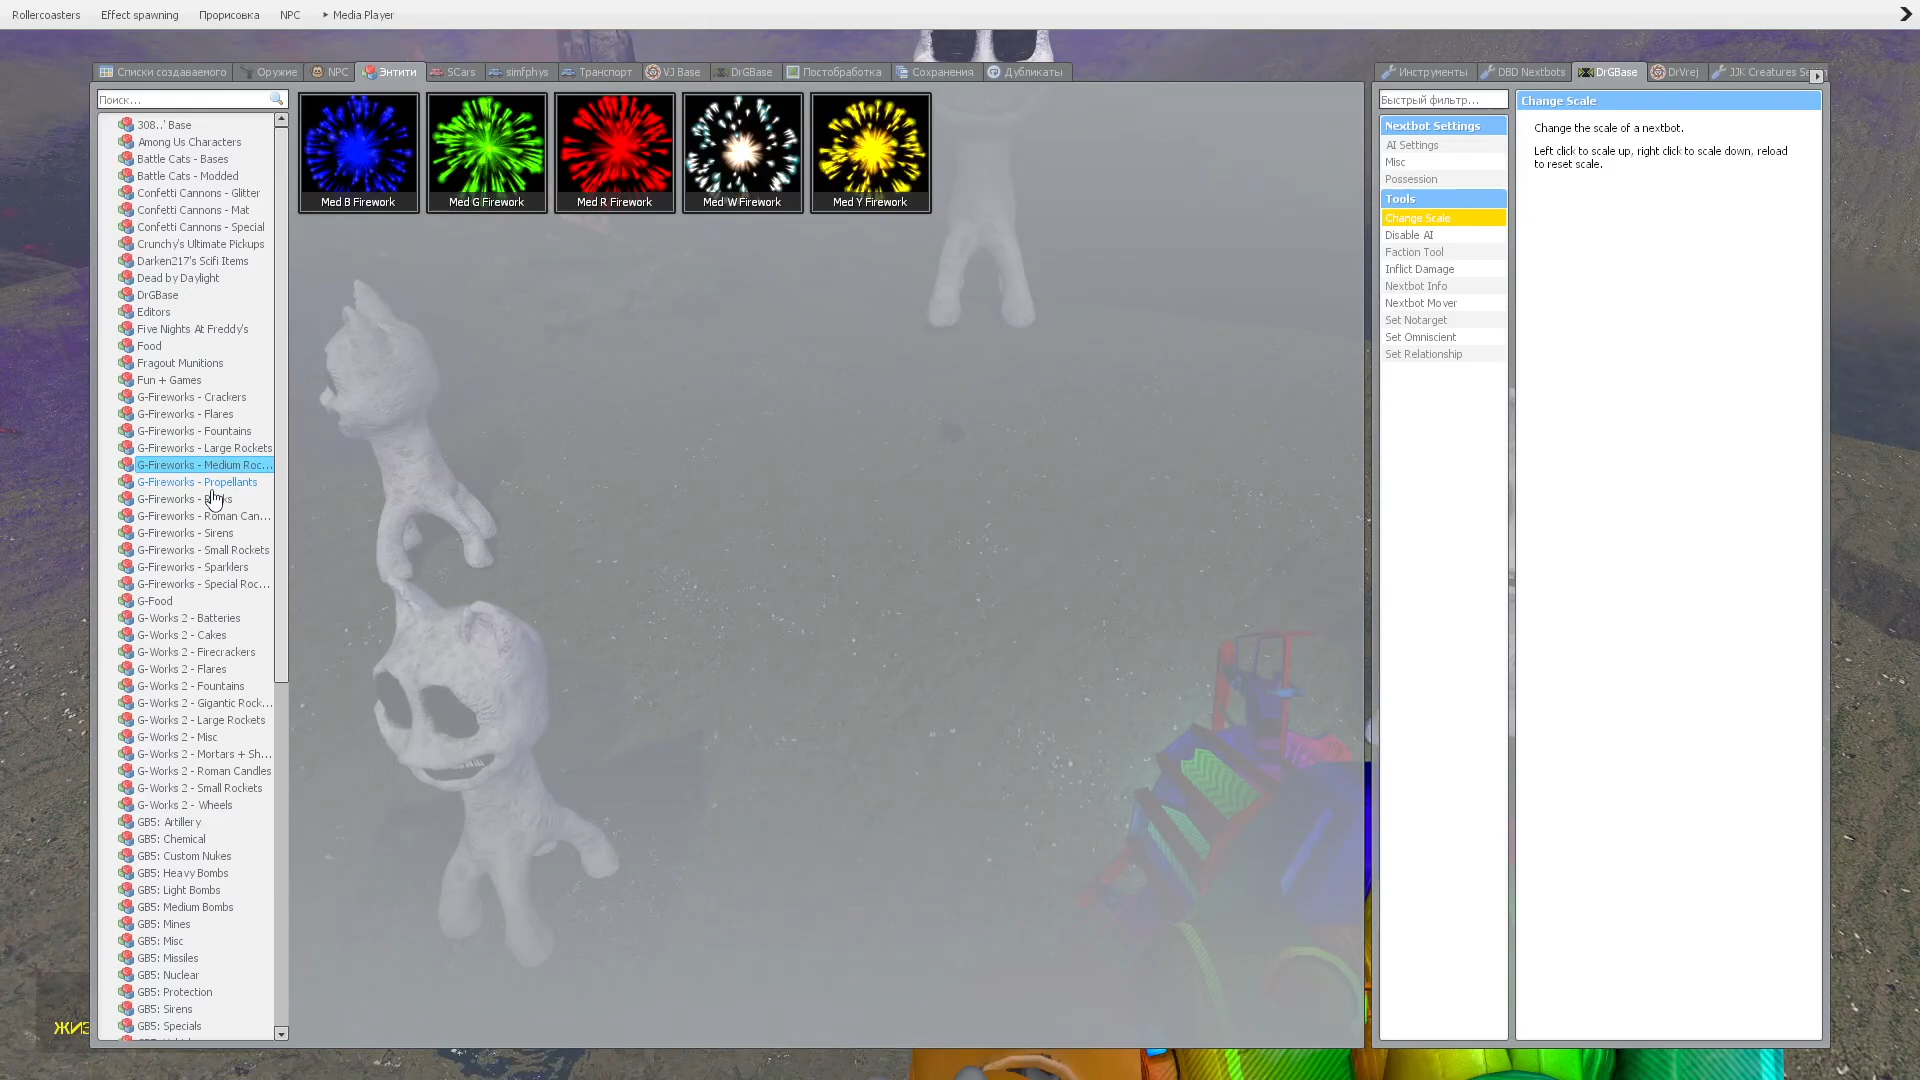 Rollercoasters Effect spawning Прорисовка NPC Media Player
Списки создаваемого Оружие NPC Энтити SCars simfphys Транспорт VJ Base DrGBase Постобработка Сохранения Дубликаты
Поиск...
308..' Base
Among Us Characters
Battle Cats - Bases
Battle Cats - Modded
Confetti Cannons - Glitter
Confetti Cannons - Mat
Confetti Cannons - Special
Crunchy's Ultimate Pickups
Darken217's Scifi Items
Dead by Daylight
DrGBase
Editors
Five Nights At Freddy's
Food
Fragout Munitions
Fun + Games
G-Fireworks - Crackers
G-Fireworks - Flares
G-Fireworks - Fountains
G-Fireworks - Large Rockets
G-Fireworks - Medium Roc...
G-Fireworks - Propellants
G-Fireworks -
G-Fireworks - Roman Can...
G-Fireworks - Sirens
G-Fireworks - Small Rockets
G-Fireworks - Sparklers
G-Fireworks - Special Roc...
G-Food
G-Works 2 - Batteries
G-Works 2 - Cakes
G-Works 2 - Firecrackers
G-Works 2 - Flares
G-Works 2 - Fountains
G-Works 2 - Gigantic Rock...
G-Works 2 - Large Rockets
G-Works 2 - Misc
G-Works 2 - Mortars + Sh...
G-Works 2 - Roman Candles
G-Works 2 - Small Rockets
G-Works 2 - Wheels
GB5: Artillery
GB5: Chemical
GB5: Custom Nukes
GB5: Heavy Bombs
GB5: Light Bombs
GB5: Medium Bombs
GB5: Mines
GB5: Misc
GB5: Missiles
GB5: Nuclear
GB5: Protection
GB5: Sirens
GB5: Specials
Med B Firework
Med G Firework
Med R Firework
Med W Firework
Med Y Firework
Инструменты DBD Nextbots DrGBase DrVrej JJK Creatures
Быстрый фильтр...
Nextbot Settings
AI Settings
Misc
Possession
Tools
Change Scale
Disable AI
Faction Tool
Inflict Damage
Nextbot Info
Nextbot Mover
Set Notarget
Set Omniscient
Set Relationship
Change Scale
Change the scale of a nextbot.
Left click to scale up, right click to scale down, reload
to reset scale.